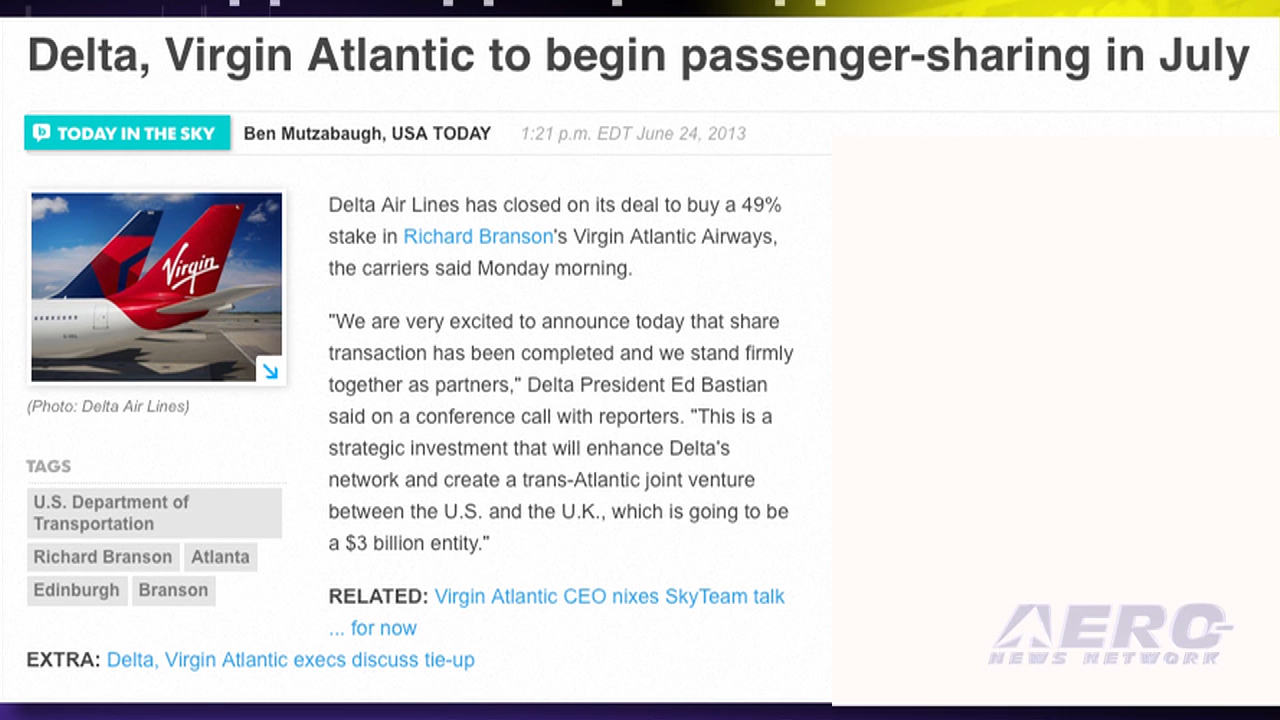 Delta, Virgin Atlantic to begin passenger-sharing in July
TODAY IN THE SKY
Ben Mutzabaugh, USA TODAY
1:21 p.m. EDT June 24, 2013
Virgin
(Photo: Delta Air Lines)
TAGS
U.S. Department of
Transportation
Richard Branson
Atlanta
Edinburgh
Branson
Delta Air Lines has closed on its deal to buy a 49%
stake in Richard Branson's Virgin Atlantic Airways,
the carriers said Monday morning.
"We are very excited to announce today that share
transaction has been completed and we stand firmly
together as partners," Delta President Ed Bastian
said on a conference call with reporters. "This is a
strategic investment that will enhance Delta's
network and create a trans-Atlantic joint venture
between the U.S. and the U.K., which is going to be
a $3 billion entity."
RELATED: Virgin Atlantic CEO nixes SkyTeam talk
... for now
EXTRA: Delta, Virgin Atlantic execs discuss tie-up
AERO
NEWS NETWORK